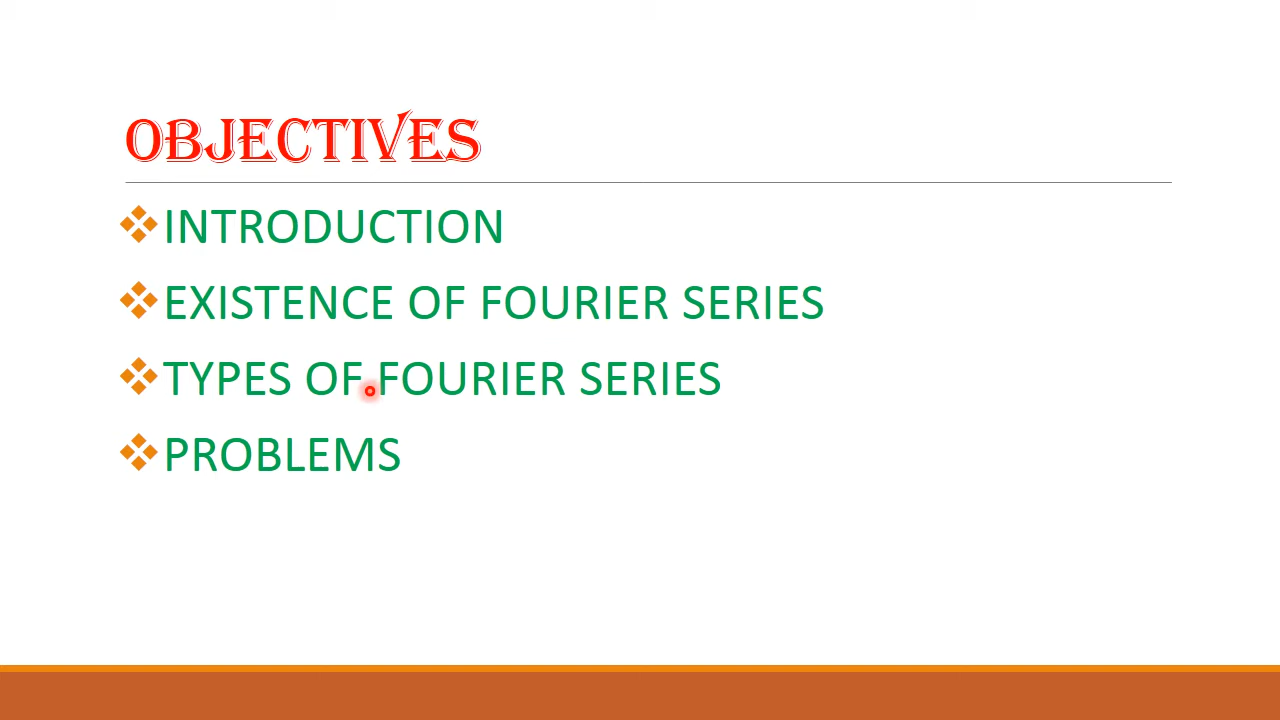 OBJECTIVES
INTRODUCTION
EXISTENCE OF FOURIER SERIES
TYPES OF FOURIER SERIES
PROBLEMS